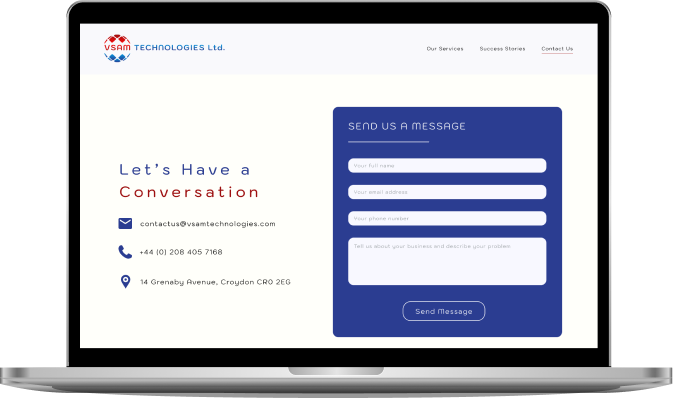 VSAM TECHNOLOGIES Ltd.
Our Services Success Stories Contact Us
Let's Have a
Conversation
contactus@vsamtechnologies.com
+44 (0) 208 405 7168
14 Grenaby Avenue, Croydon CR0 2EG
SEND US A MESSAGE
Your full name
Your email address
Your phone number
Tell us about your business and describe your problem
Send Message